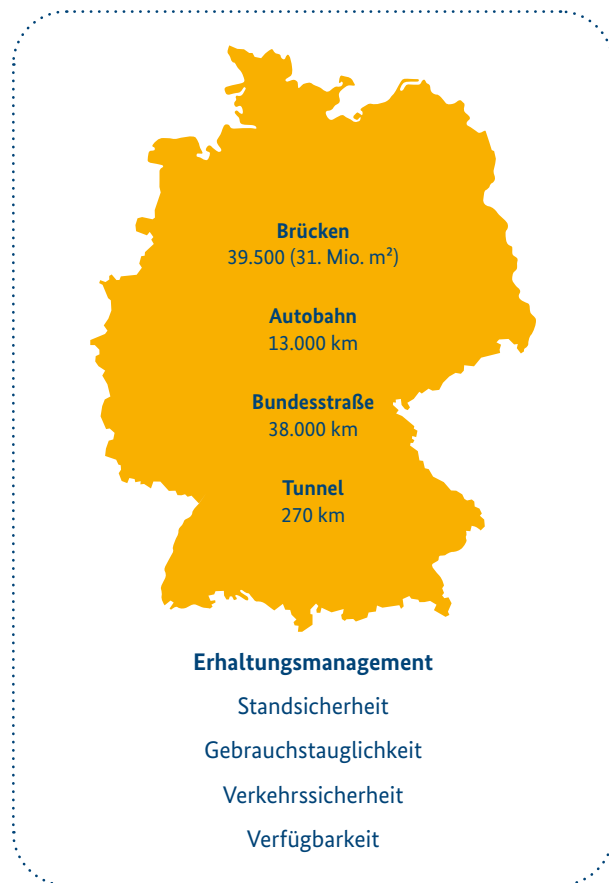 Brücken
39.500 (31. Mio. m²)
Autobahn
13.000 km
Bundesstraße
38.000 km
Tunnel
270 km
Erhaltungsmanagement
Standsicherheit
Gebrauchstauglichkeit
Verkehrssicherheit
Verfügbarkeit